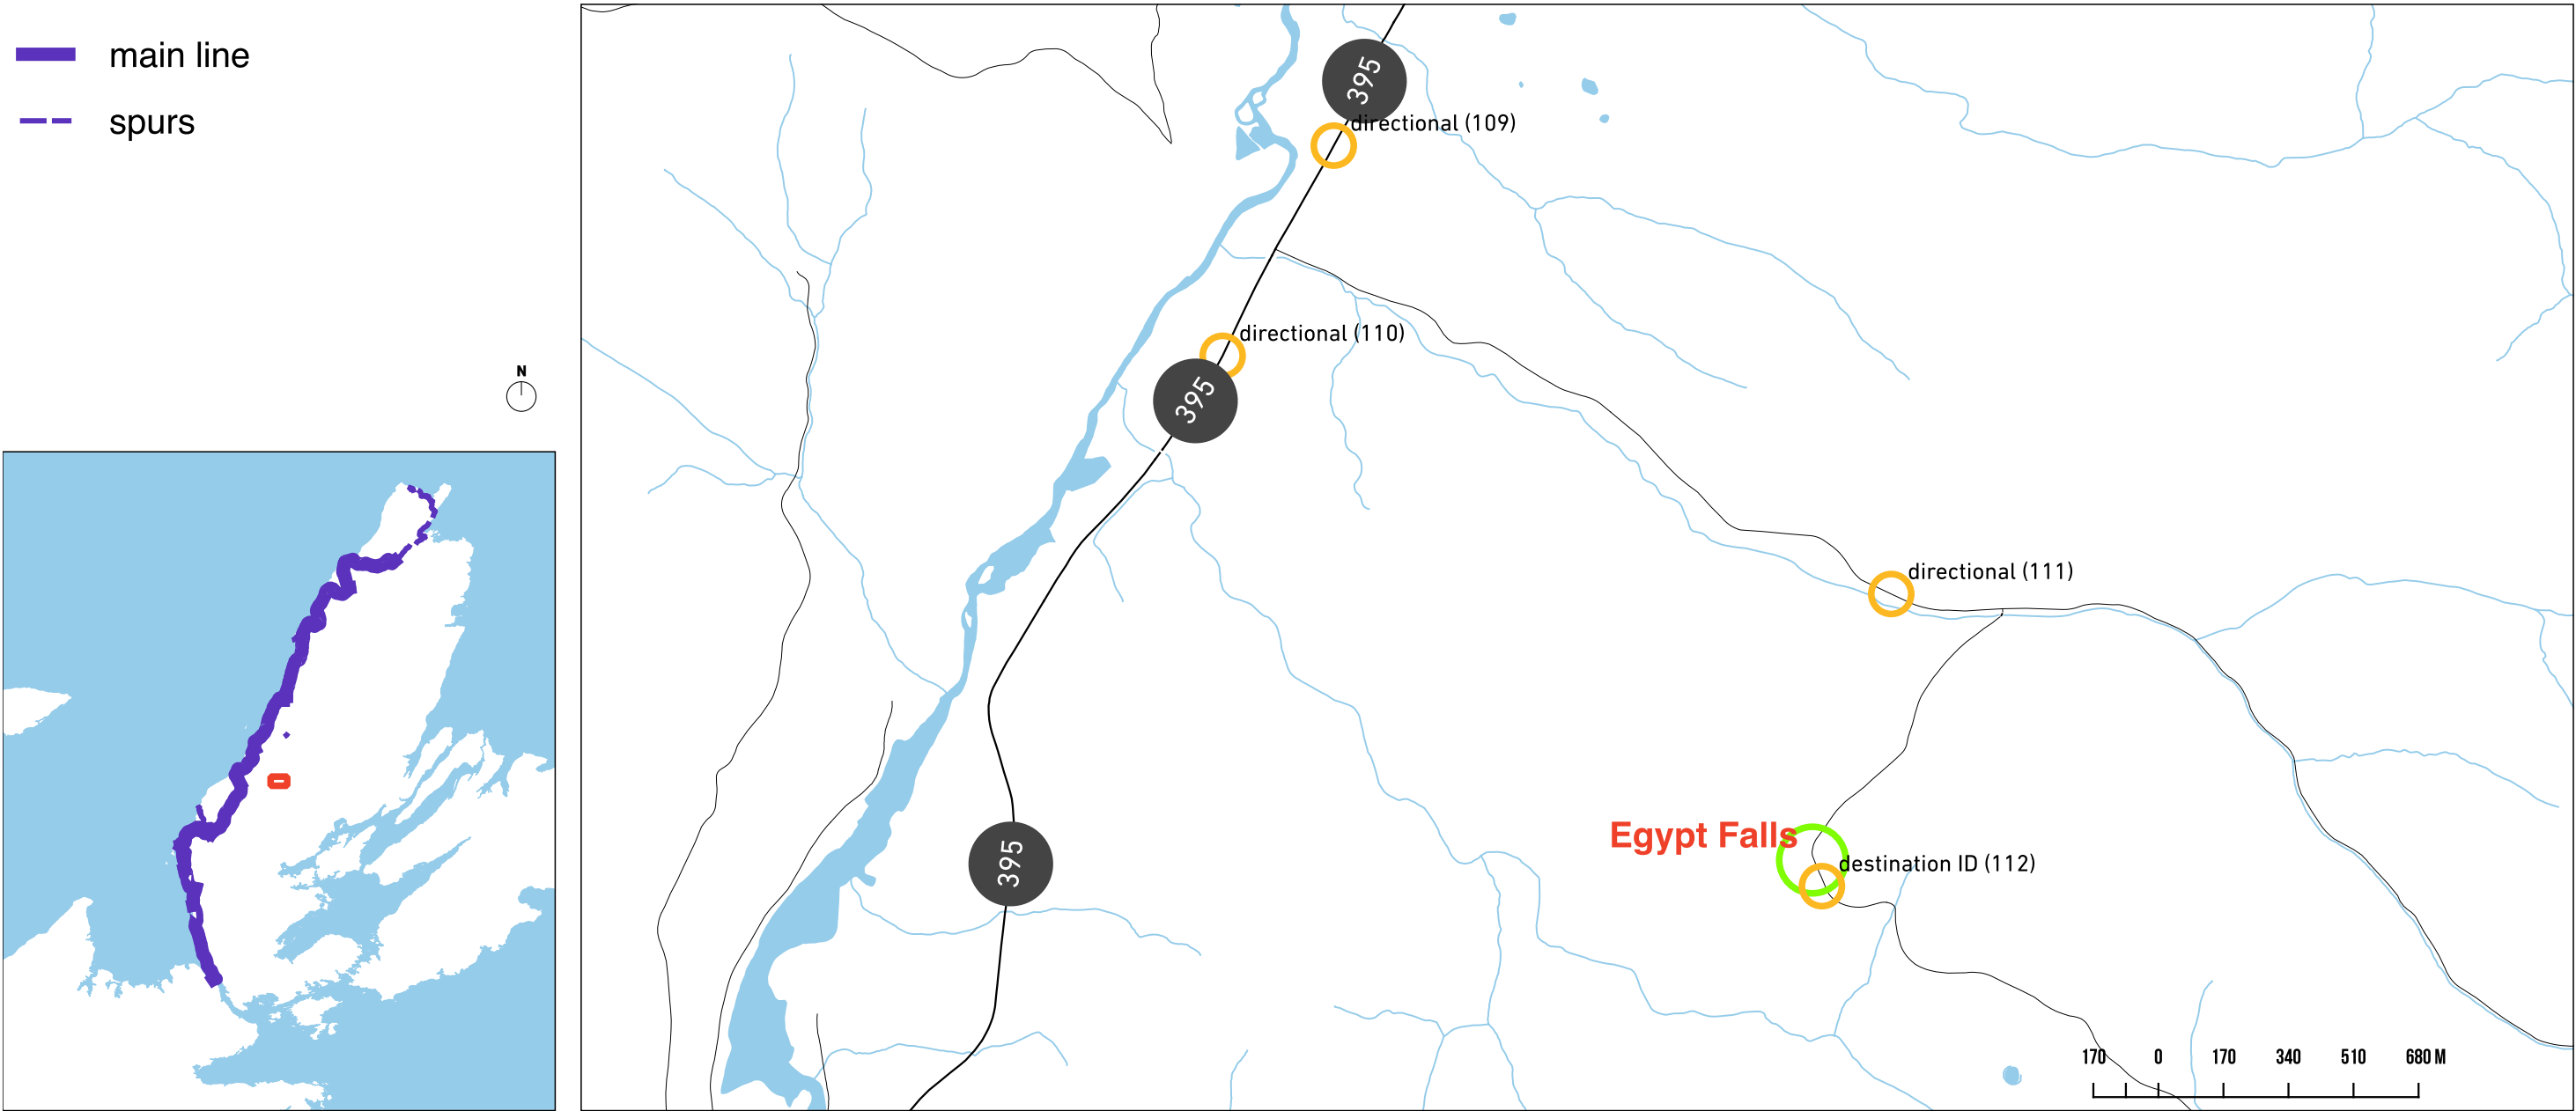 main line
spurs
N
395
directional (109)
directional (110)
395
directional (111)
Egypt Falls
destination ID (112)
395
170 0 170 340 510 680 M